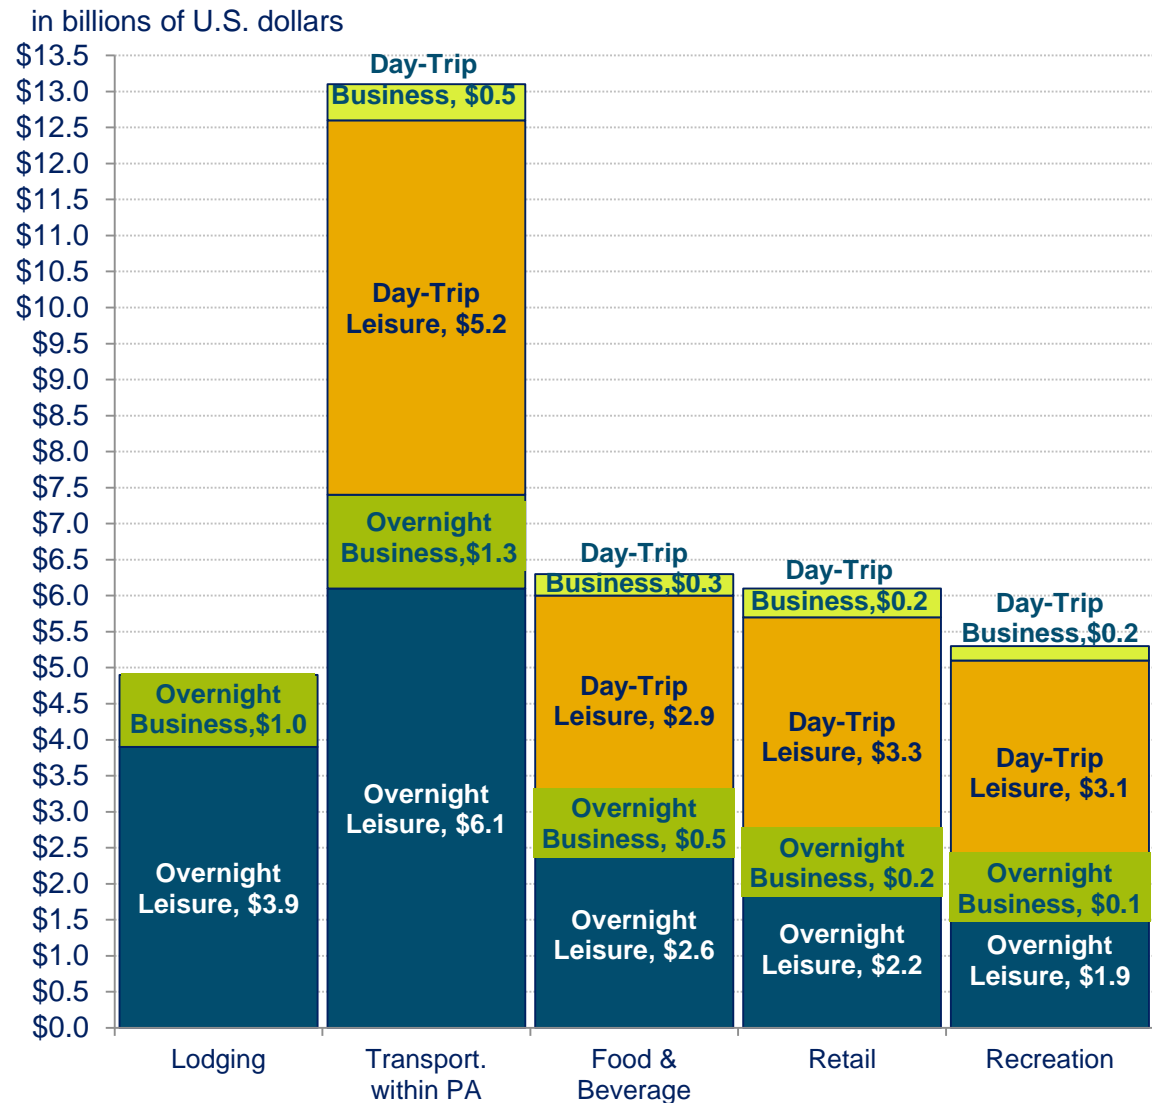 in billions of U.S. dollars
$13.5
$13.0
$12.5
$12.0
$11.5
$11.0
$10.5
$10.0
$9.5
$9.0
$8.5
$8.0
$7.5
$7.0
$6.5
$6.0
$5.5
$5.0
$4.5
$4.0
$3.5
$3.0
$2.5
$2.0
$1.5
$1.0
$0.5
$0.0
Overnight
Business,$1.0
Overnight
Leisure, $3.9
Day-Trip
Business, $0.5
Day-Trip
Leisure, $5.2
Overnight
Business,$1.3
Overnight
Leisure, $6.1
Day-Trip
Business,$0.3
Day-Trip
Leisure, $2.9
Overnight
Business, $0.5
Overnight
Leisure, $2.6
Day-Trip
Business,$0.2
Day-Trip
Leisure, $3.3
Overnight
Business, $0.2
Overnight
Leisure, $2.2
Day-Trip
Business,$0.2
Day-Trip
Leisure, $3.1
Overnight
Business, $0.1
Overnight
Leisure, $1.9
Lodging
Transport.
within PA
Food &
Beverage
Retail
Recreation